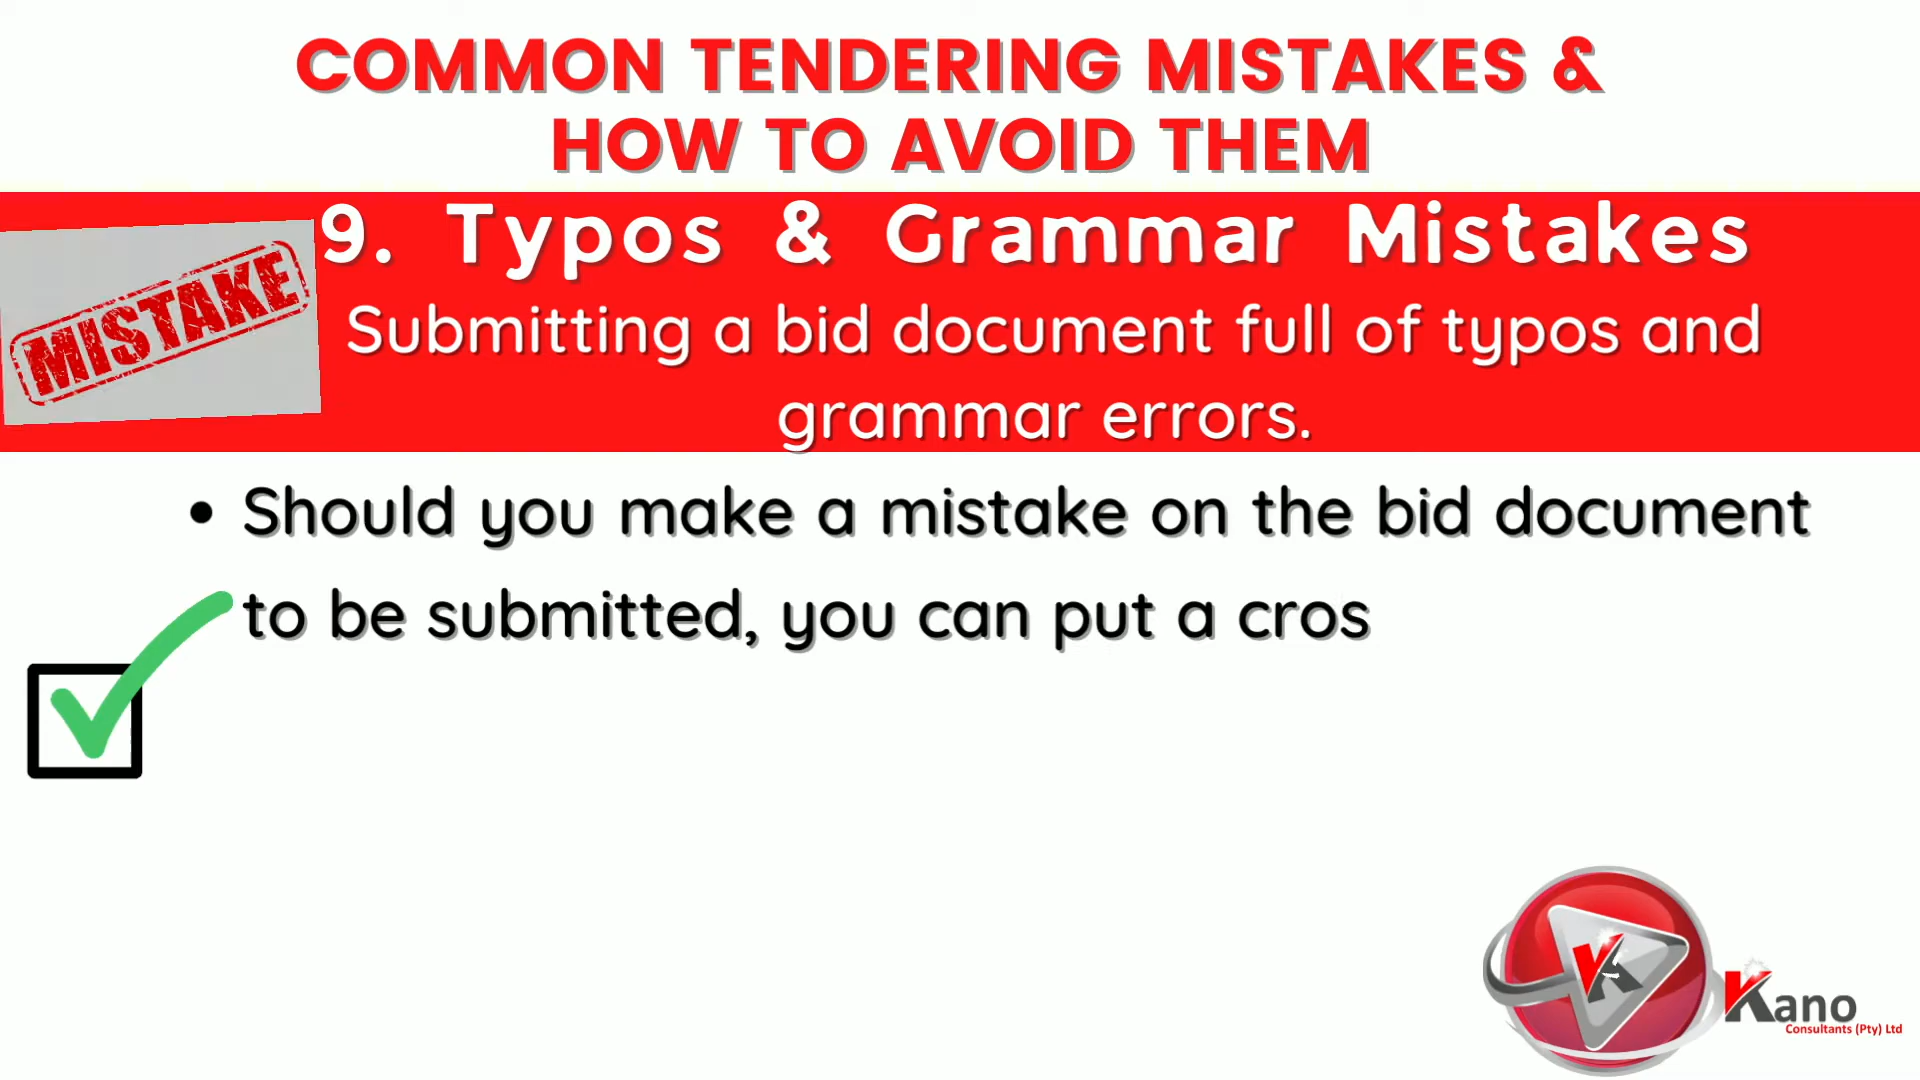 COMMON TENDERING MISTAKES &
HOW TO AVOID THEM
MISTAKE
9. Typos & Grammar Mistakes
Submitting a bid document full of typos and
grammar errors.
• Should you make a mistake on the bid document
to be submitted, you can put a cros
K
Kano
Consultants (Pty) Ltd